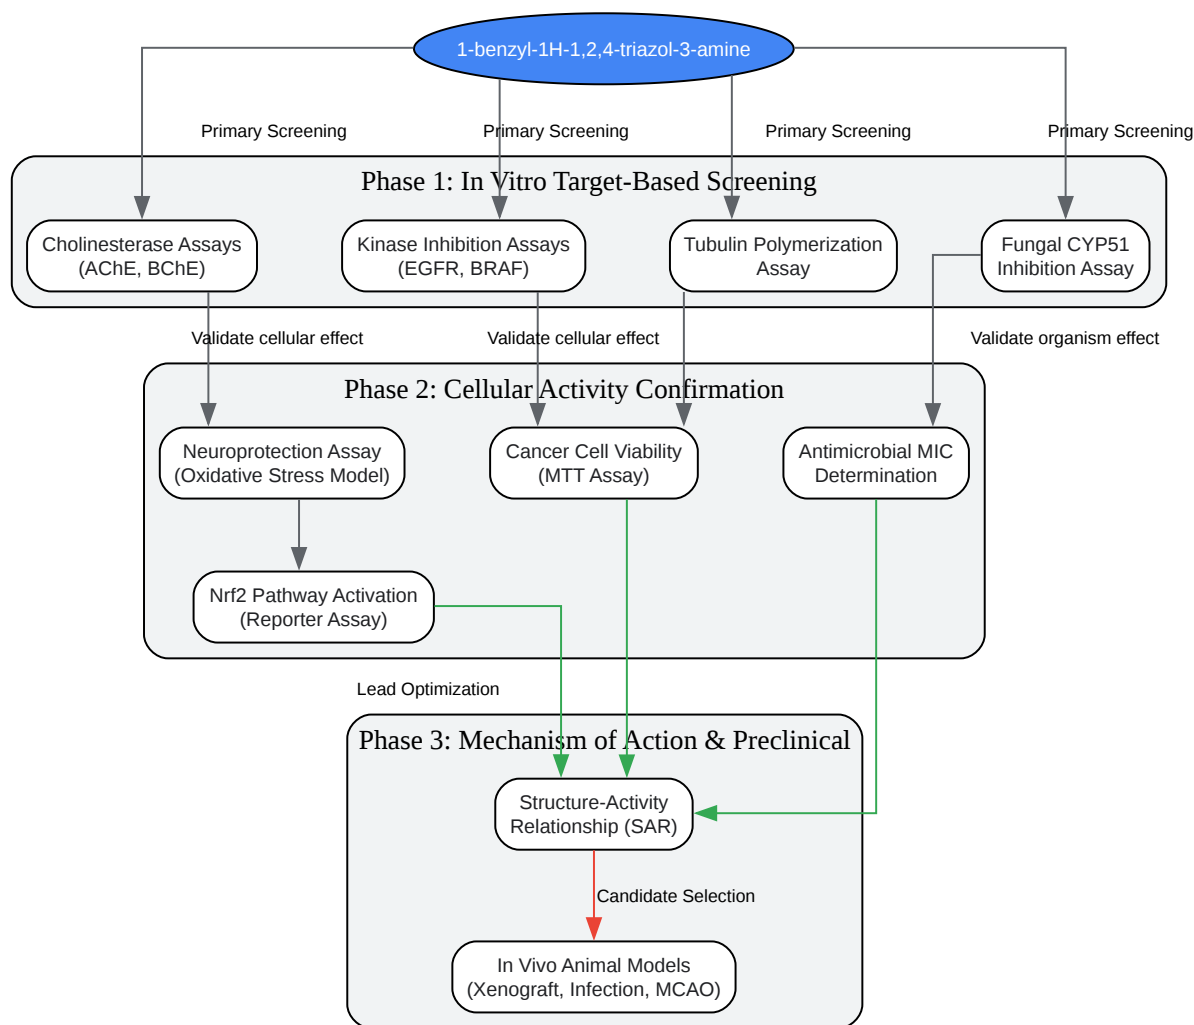 1-benzyl-1H-1,2,4-triazol-3-amine
Primary Screening
Primary Screening
Primary Screening
Primary Screening
Phase 1: In Vitro Target-Based Screening
Cholinesterase Assays
(AChE, BChE)
Kinase Inhibition Assays
(EGFR, BRAF)
Tubulin Polymerization
Assay
Fungal CYP51
Inhibition Assay
Validate cellular effect
Validate cellular effect
Validate organism effect
Phase 2: Cellular Activity Confirmation
Neuroprotection Assay
(Oxidative Stress Model)
Cancer Cell Viability
(MTT Assay)
Antimicrobial MIC
Determination
Nrf2 Pathway Activation
(Reporter Assay)
Lead Optimization
Phase 3: Mechanism of Action & Preclinical
Structure-Activity
Relationship (SAR)
Candidate Selection
In Vivo Animal Models
(Xenograft, Infection, MCAO)